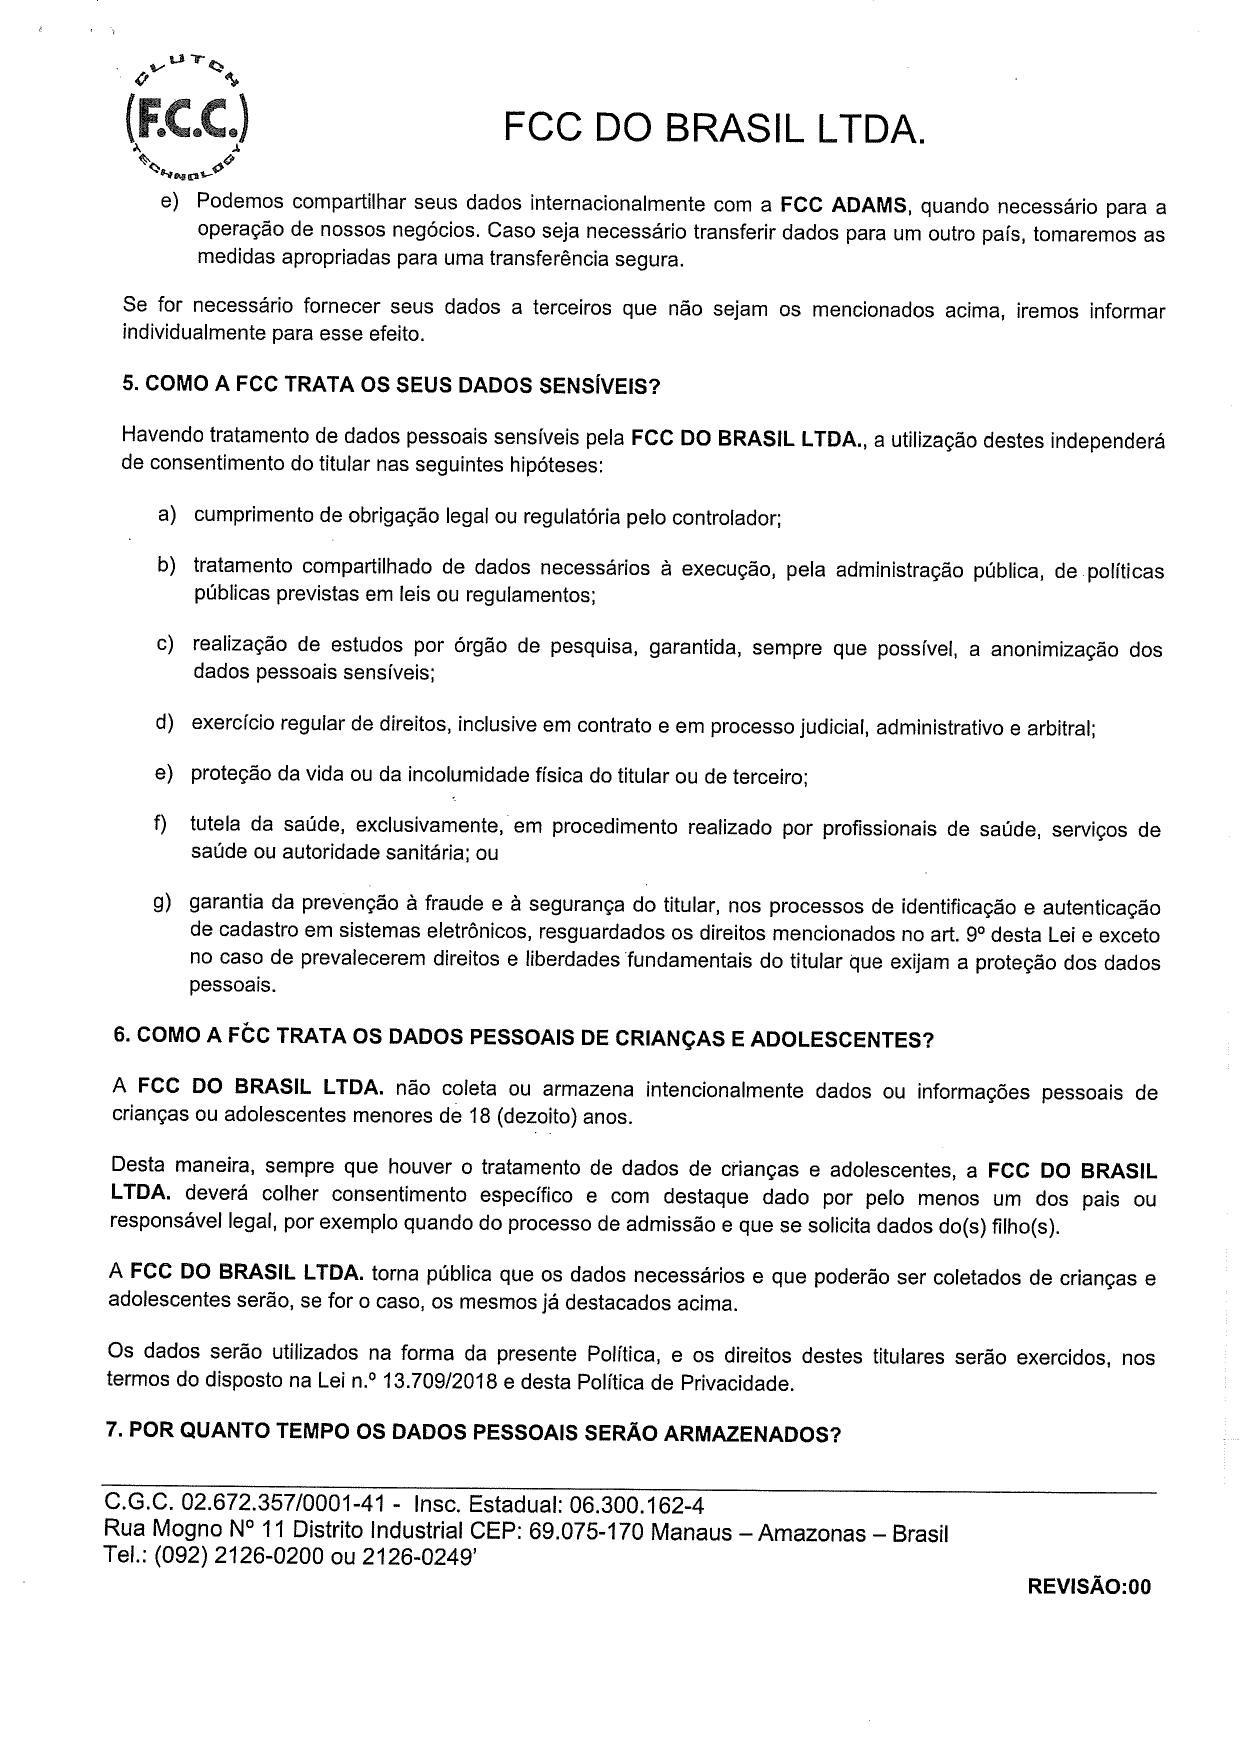 CLUTCH
(F.C.C.)
TECHNOLOGY
FCC DO BRASIL LTDA.
e) Podemos compartilhar seus dados internacionalmente com a FCC ADAMS, quando necessário para a
operação de nossos negócios. Caso seja necessário transferir dados para um outro país, tomaremos as
medidas apropriadas para uma transferência segura.
Se for necessário fornecer seus dados a terceiros que não sejam os mencionados acima, iremos informar
individualmente para esse efeito.
5. COMO A FCC TRATA OS SEUS DADOS SENSÍVEIS?
Havendo tratamento de dados pessoais sensíveis pela FCC DO BRASIL LTDA., a utilização destes independerá
de consentimento do titular nas seguintes hipóteses:
a) cumprimento de obrigação legal ou regulatória pelo controlador;
b) tratamento compartilhado de dados necessários à execução, pela administração pública, de políticas
públicas previstas em leis ou regulamentos;
c) realização de estudos por órgão de pesquisa, garantida, sempre que possível, a anonimização dos
dados pessoais sensíveis;
d) exercício regular de direitos, inclusive em contrato e em processo judicial, administrativo e arbitral;
e) proteção da vida ou da incolumidade física do titular ou de terceiro;
f) tutela da saúde, exclusivamente, em procedimento realizado por profissionais de saúde, serviços de
saúde ou autoridade sanitária; ou
g) garantia da prevenção à fraude e à segurança do titular, nos processos de identificação e autenticação
de cadastro em sistemas eletrônicos, resguardados os direitos mencionados no art. 9º desta Lei e exceto
no caso de prevalecerem direitos e liberdades fundamentais do titular que exijam a proteção dos dados
pessoais.
6. COMO A FCC TRATA OS DADOS PESSOAIS DE CRIANÇAS E ADOLESCENTES?
A FCC DO BRASIL LTDA. não coleta ou armazena intencionalmente dados ou informações pessoais de
crianças ou adolescentes menores de 18 (dezoito) anos.
Desta maneira, sempre que houver o tratamento de dados de crianças e adolescentes, a FCC DO BRASIL
LTDA. deverá colher consentimento específico e com destaque dado por pelo menos um dos pais ou
responsável legal, por exemplo quando do processo de admissão e que se solicita dados do(s) filho(s).
A FCC DO BRASIL LTDA. torna pública que os dados necessários e que poderão ser coletados de crianças e
adolescentes serão, se for o caso, os mesmos já destacados acima.
Os dados serão utilizados na forma da presente Política, e os direitos destes titulares serão exercidos, nos
termos do disposto na Lei n.º 13.709/2018 e desta Política de Privacidade.
7. POR QUANTO TEMPO OS DADOS PESSOAIS SERÃO ARMAZENADOS?
C.G.C. 02.672.357/0001-41 - Insc. Estadual: 06.300.162-4
Rua Mogno Nº 11 Distrito Industrial CEP: 69.075-170 Manaus – Amazonas – Brasil
Tel.: (092) 2126-0200 ou 2126-0249'
REVISÃO:00